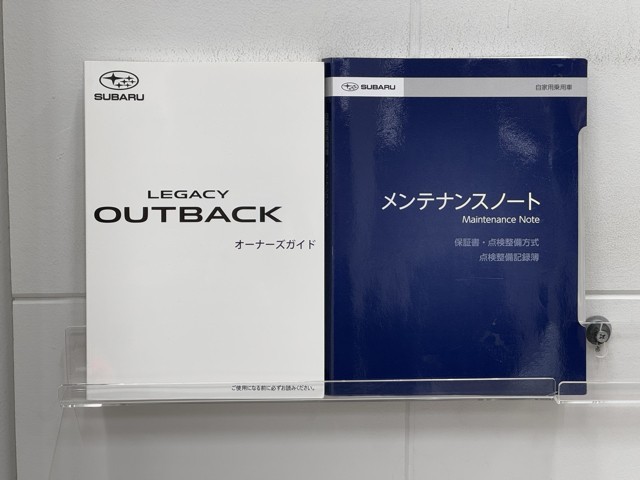 SUBARU
LEGACY
OUTBACK
オーナーズガイド
ご使用になる前に必ずお読みください。
SUBARU
自家用乗用車
メンテナンスノート
Maintenance Note
保証書・点検整備方式
点検整備記録簿